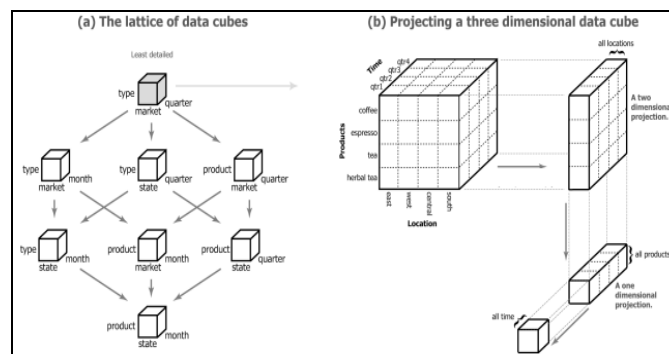 (a) The lattice of data cubes
Least detailed
type
market
quarter
type
market
month
type
state
quarter
product
market
quarter
type
state
month
product
market
month
product
state
quarter
product
state
month
(b) Projecting a three dimensional data cube
all locations
Time
qtr4
qtr3
qtr2
qtr1
Products
coffee
espresso
tea
herbal tea
east
west
central
south
Location
A two
dimensional
projection.
all products
A one
dimensional
projection.
all time